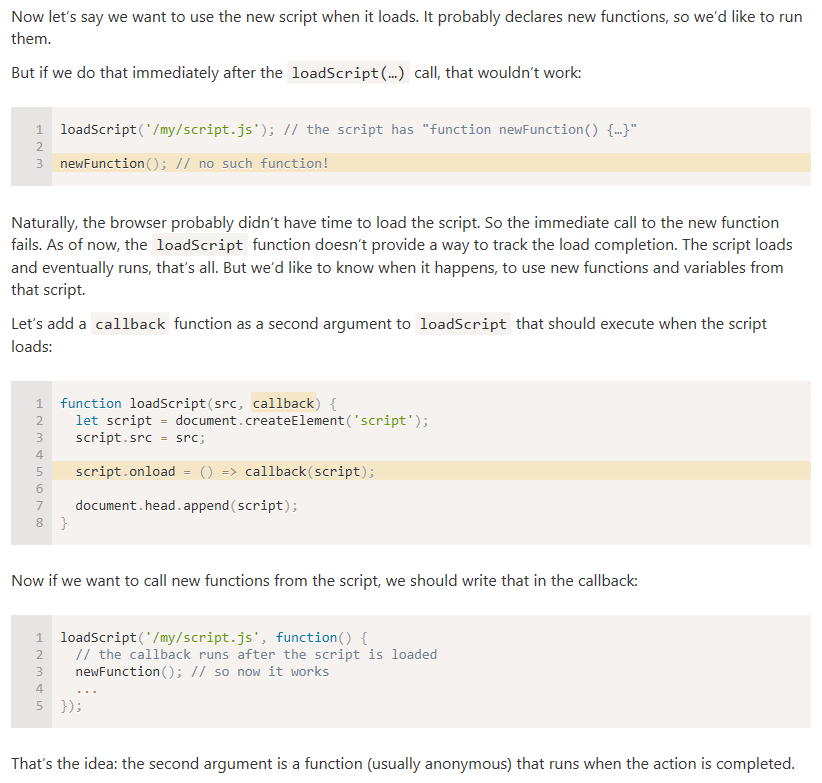 Now let's say we want to use the new script when it loads. It probably declares new functions, so we'd like to run
them.
But if we do that immediately after the loadScript(…) call, that wouldn't work:
1 loadScript('/my/script.js'); // the script has "function newFunction() {…}"
2
3 newFunction(); // no such function!
Naturally, the browser probably didn't have time to load the script. So the immediate call to the new function
fails. As of now, the loadScript function doesn't provide a way to track the load completion. The script loads
and eventually runs, that's all. But we'd like to know when it happens, to use new functions and variables from
that script.
Let's add a callback function as a second argument to loadScript that should execute when the script
loads:
1 function loadScript(src, callback) {
2   let script = document.createElement('script');
3   script.src = src;
4
5   script.onload = () => callback(script);
6
7   document.head.append(script);
8 }
Now if we want to call new functions from the script, we should write that in the callback:
1 loadScript('/my/script.js', function() {
2   // the callback runs after the script is loaded
3   newFunction(); // so now it works
4   ...
5 });
That's the idea: the second argument is a function (usually anonymous) that runs when the action is completed.